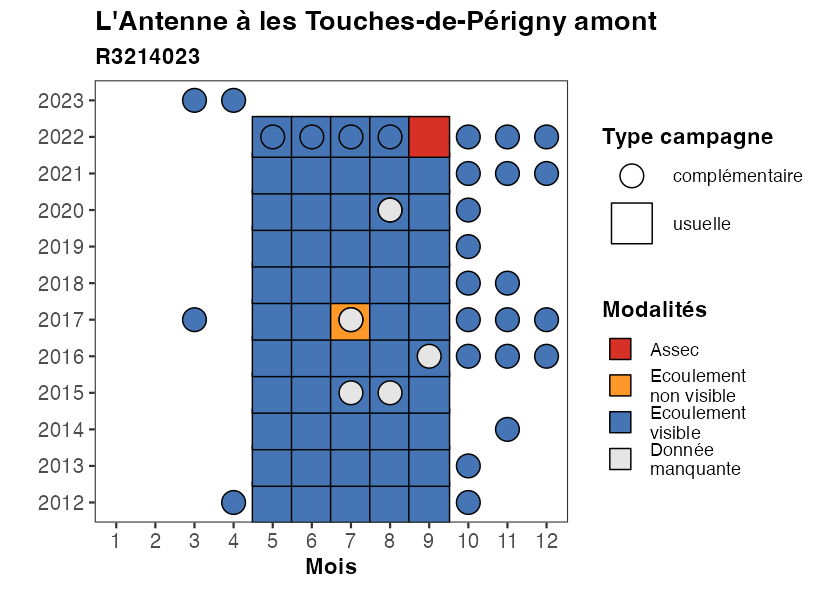 L'Antenne à les Touches-de-Périgny amont
R3214023
2023
2022
2021
2020
2019
2018
2017
2016
2015
2014
2013
2012
1 2 3 4 5 6 7 8 9 10 11 12
Mois
Type campagne
complémentaire
usuelle
Modalités
Assec
Ecoulement
non visible
Ecoulement
visible
Donnée
manquante